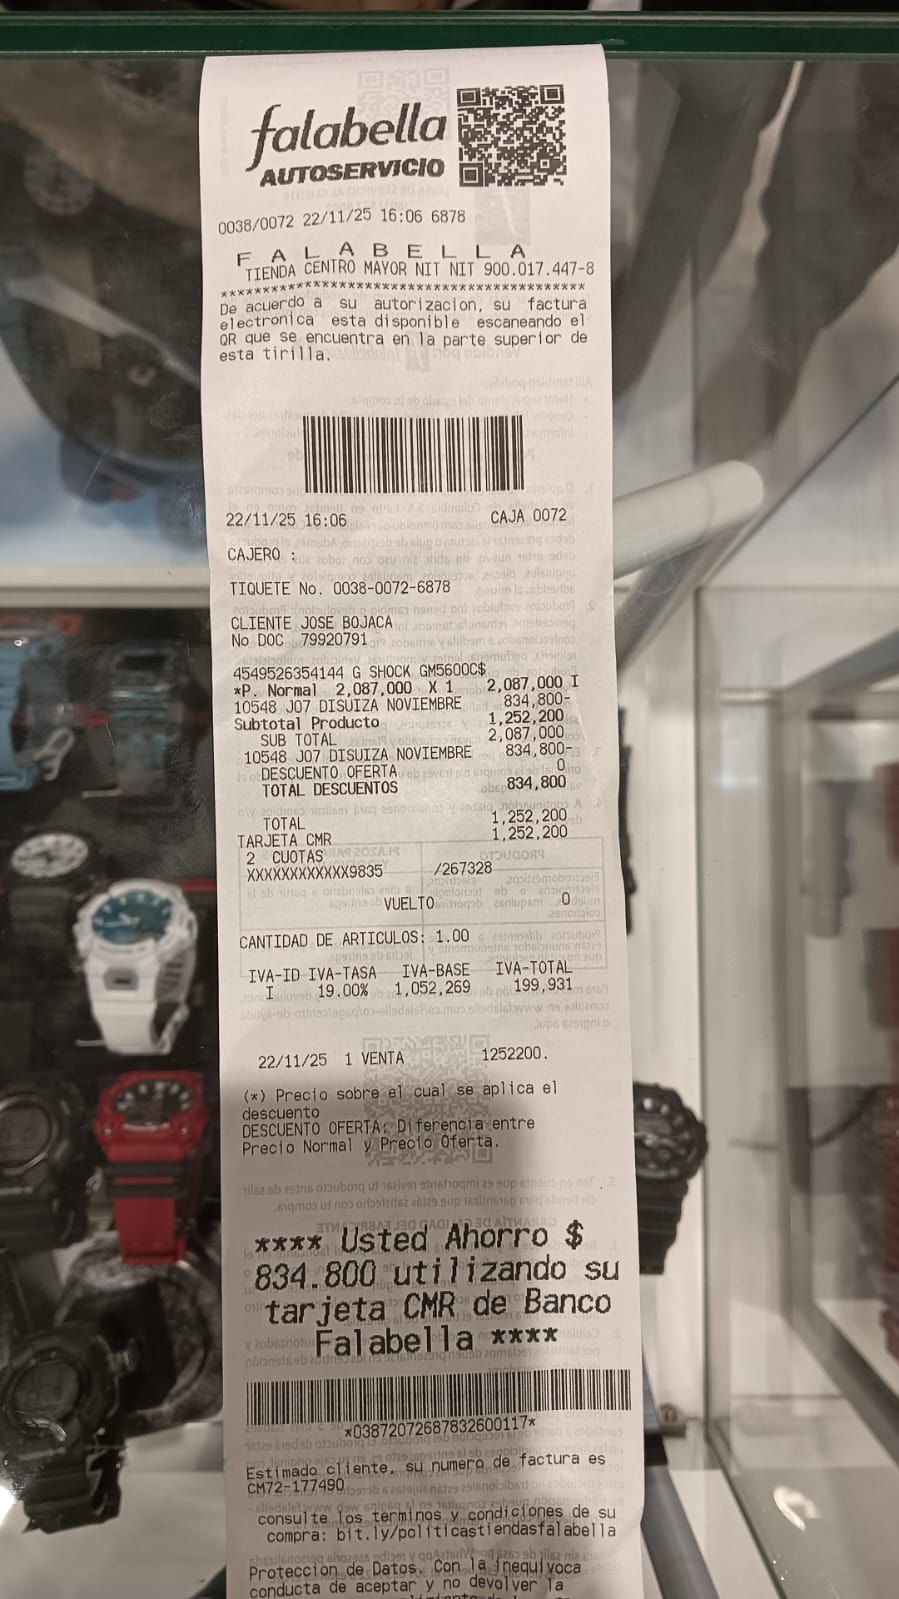 falabella
AUTOSERVICIO
0038/0072 22/11/25 16:06 6878
F A L A B E L L A
TIENDA CENTRO MAYOR NIT NIT 900.017.447-8
******************************************
De acuerdo a su autorizacion, su factura
electronica esta disponible escaneando el
QR que se encuentra en la parte superior de
esta tirilla.
22/11/25 16:06 CAJA 0072
CAJERO :
TIQUETE No. 0038-0072-6878
CLIENTE JOSE BOJACA
No DOC 79920791
4549526354144 G SHOCK GM5600C$
*P. Normal 2,087,000 X 1 2,087,000 I
10548 J07 DISUIZA NOVIEMBRE 834,800-
Subtotal Producto 1,252,200
SUB TOTAL 2,087,000
10548 J07 DISUIZA NOVIEMBRE 834,800-
DESCUENTO OFERTA 0
TOTAL DESCUENTOS 834,800
TOTAL 1,252,200
TARJETA CMR 1,252,200
2 CUOTAS
XXXXXXXXXXXX9835 /267328
VUELTO 0
CANTIDAD DE ARTICULOS: 1.00
IVA-ID IVA-TASA IVA-BASE IVA-TOTAL
I 19.00% 1,052,269 199,931
22/11/25 1 VENTA 1252200.
(*) Precio sobre el cual se aplica el
descuento
DESCUENTO OFERTA: Diferencia entre
Precio Normal y Precio Oferta.
**** Usted Ahorro $
834.800 utilizando su
tarjeta CMR de Banco
Falabella ****
*03872072687832600117*
Estimado cliente, su numero de factura es
CM72-177490
consulte los terminos y condiciones de su
compra: bit.ly/politicastiendasfalabella
Proteccion de Datos. Con la inequivoca
conducta de aceptar y no devolver la